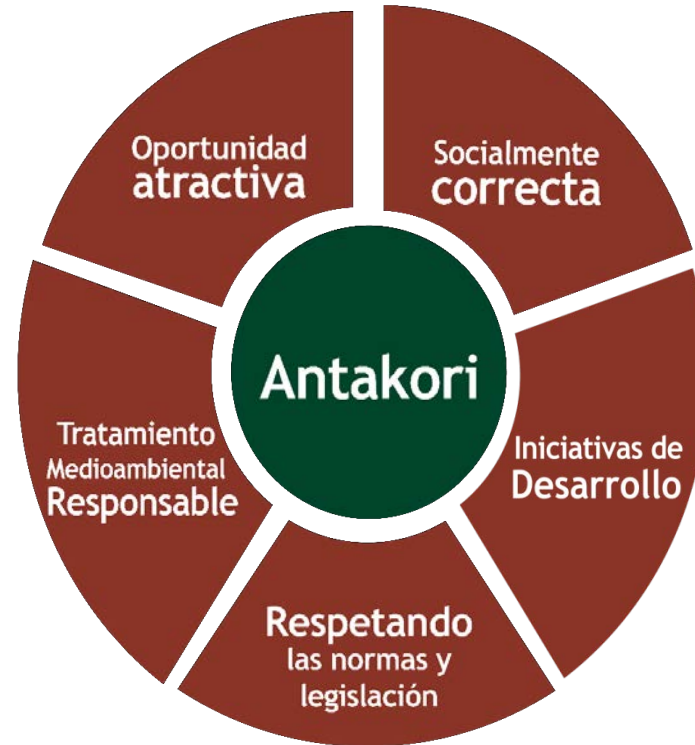 Oportunidad
atractiva
Socialmente
correcta
Antakori
Tratamiento
Medioambiental
Responsable
Iniciativas de
Desarrollo
Respetando
las normas y
legislación